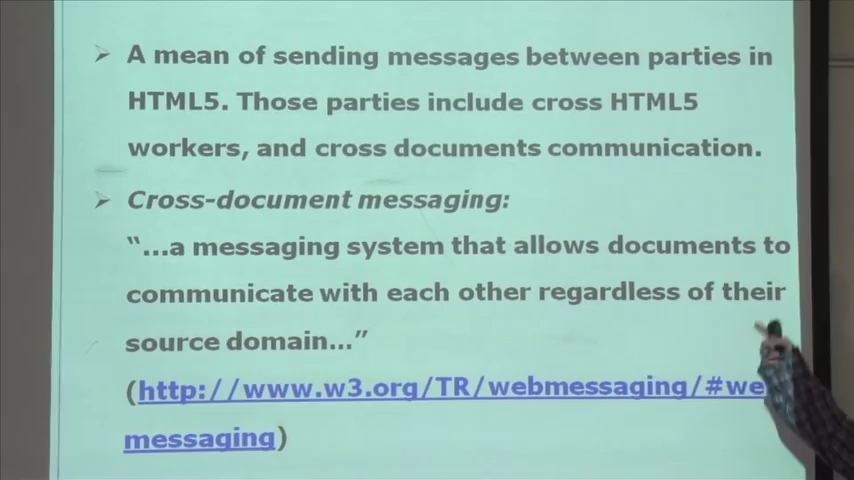 A mean of sending messages between parties in
HTML5. Those parties include cross HTML5
workers, and cross documents communication.
Cross-document messaging:
“...a messaging system that allows documents to
communicate with each other regardless of their
source domain...”
(http://www.w3.org/TR/webmessaging/#we
messaging)